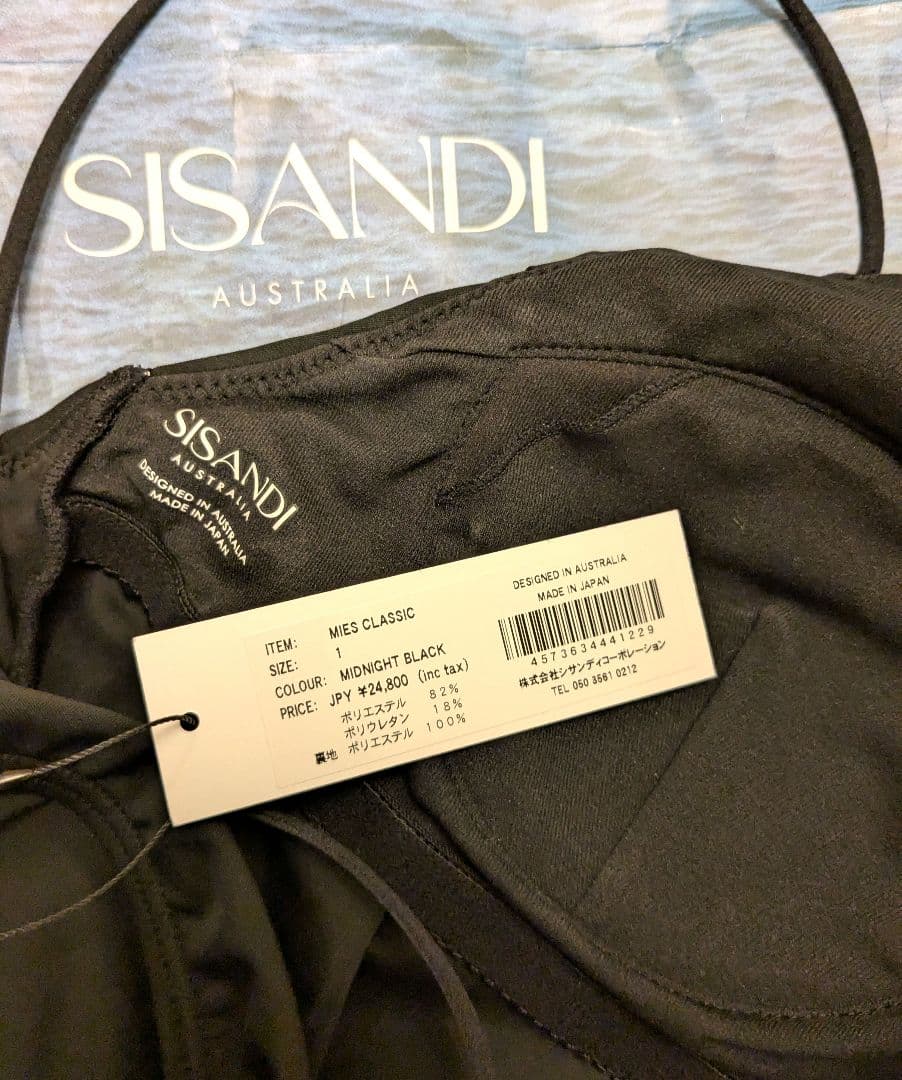 SISANDI
AUSTRALIA
SISANDI
AUSTRALIA
DESIGNED IN AUSTRALIA
MADE IN JAPAN
ITEM: MIES CLASSIC
SIZE: 1
COLOUR: MIDNIGHT BLACK
PRICE: JPY ¥24,800 (inc tax)
ポリエステル 82%
ポリウレタン 18%
裏地 ポリエステル 100%
DESIGNED IN AUSTRALIA
MADE IN JAPAN
4573634441229
株式会社シサンディコーポレーション
TEL 050 3561 0212